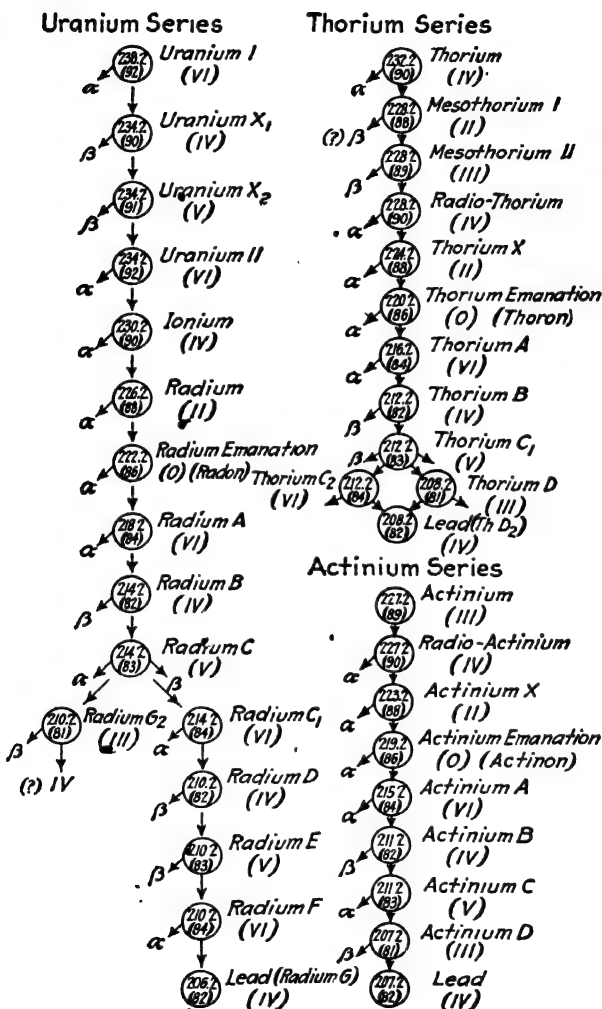 Uranium Series
238.2
(92)
Uranium I
(VI)
α
234.2
(90)
Uranium X1
(IV)
β
234.2
(91)
Uranium X2
(V)
β
234.2
(92)
Uranium II
(VI)
α
230.2
(90)
Ionium
(IV)
α
226.2
(88)
Radium
(II)
α
222.2
(86)
Radium Emanation
(O) (Radon)
α
218.2
(84)
Radium A
(VI)
α
214.2
(82)
Radium B
(IV)
β
214.2
(83)
Radium C
(V)
α
β
210.2
(81)
Radium G2
(III)
β
(?) IV
214.2
(84)
Radium C1
(VI)
α
210.2
(82)
Radium D
(IV)
β
210.2
(83)
Radium E
(V)
β
210.2
(84)
Radium F
(VI)
α
206.2
(82)
Lead (Radium G)
(IV)
Thorium Series
232.2
(90)
Thorium
(IV)
α
228.2
(88)
Mesothorium I
(II)
(?) β
228.2
(89)
Mesothorium II
(III)
β
228.2
(90)
Radio-Thorium
(IV)
α
224.2
(88)
Thorium X
(II)
α
220.2
(86)
Thorium Emanation
(O) (Thoron)
α
216.2
(84)
Thorium A
(VI)
α
212.2
(82)
Thorium B
(IV)
β
212.2
(83)
Thorium C1
(V)
β
Thorium C2
(VI)
212.2
(84)
208.2
(81)
Thorium D
(III)
208.2
(82)
Lead (Th D2)
(IV)
Actinium Series
227.2
(89)
Actinium
(III)
227.2
(90)
Radio-Actinium
(IV)
α
223.2
(88)
Actinium X
(II)
α
219.2
(86)
Actinium Emanation
(O) (Actinon)
α
215.2
(84)
Actinium A
(VI)
α
211.2
(82)
Actinium B
(IV)
β
211.2
(83)
Actinium C
(V)
α
207.2
(81)
Actinium D
(III)
β
207.2
(82)
Lead
(IV)